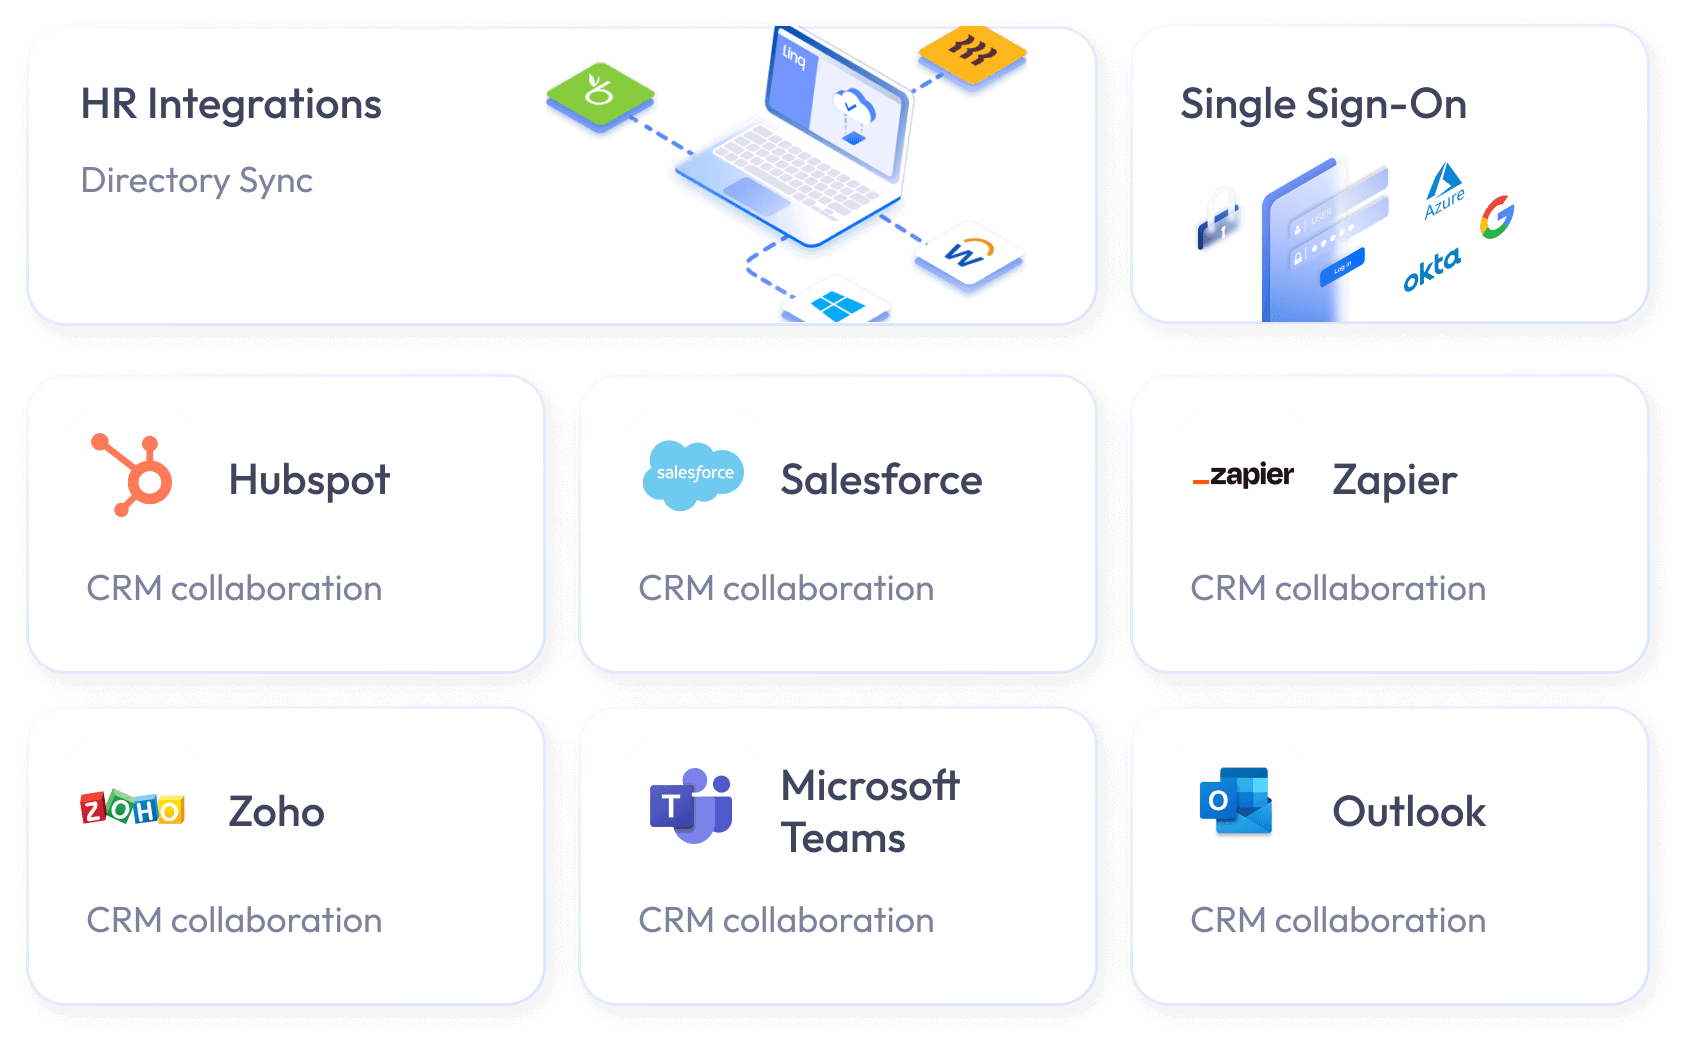 HR Integrations
Directory Sync
Linq
W
Single Sign-On
USER
Log in
Azure
G
okta
Hubspot
CRM collaboration
salesforce
Salesforce
CRM collaboration
zapier
Zapier
CRM collaboration
ZOHO
Zoho
CRM collaboration
T
Microsoft
Teams
CRM collaboration
O
Outlook
CRM collaboration